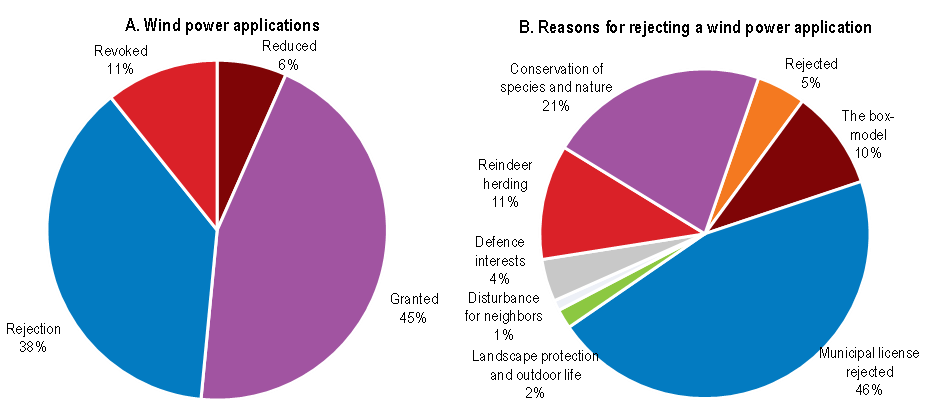 A. Wind power applications
Reduced
6%
Revoked
11%
Granted
45%
Rejection
38%
B. Reasons for rejecting a wind power application
Rejected
5%
Conservation of
species and nature
21%
The box-
model
10%
Reindeer
herding
11%
Defence
interests
4%
Disturbance
for neighbors
1%
Landscape protection
and outdoor life
2%
Municipal license
rejected
46%